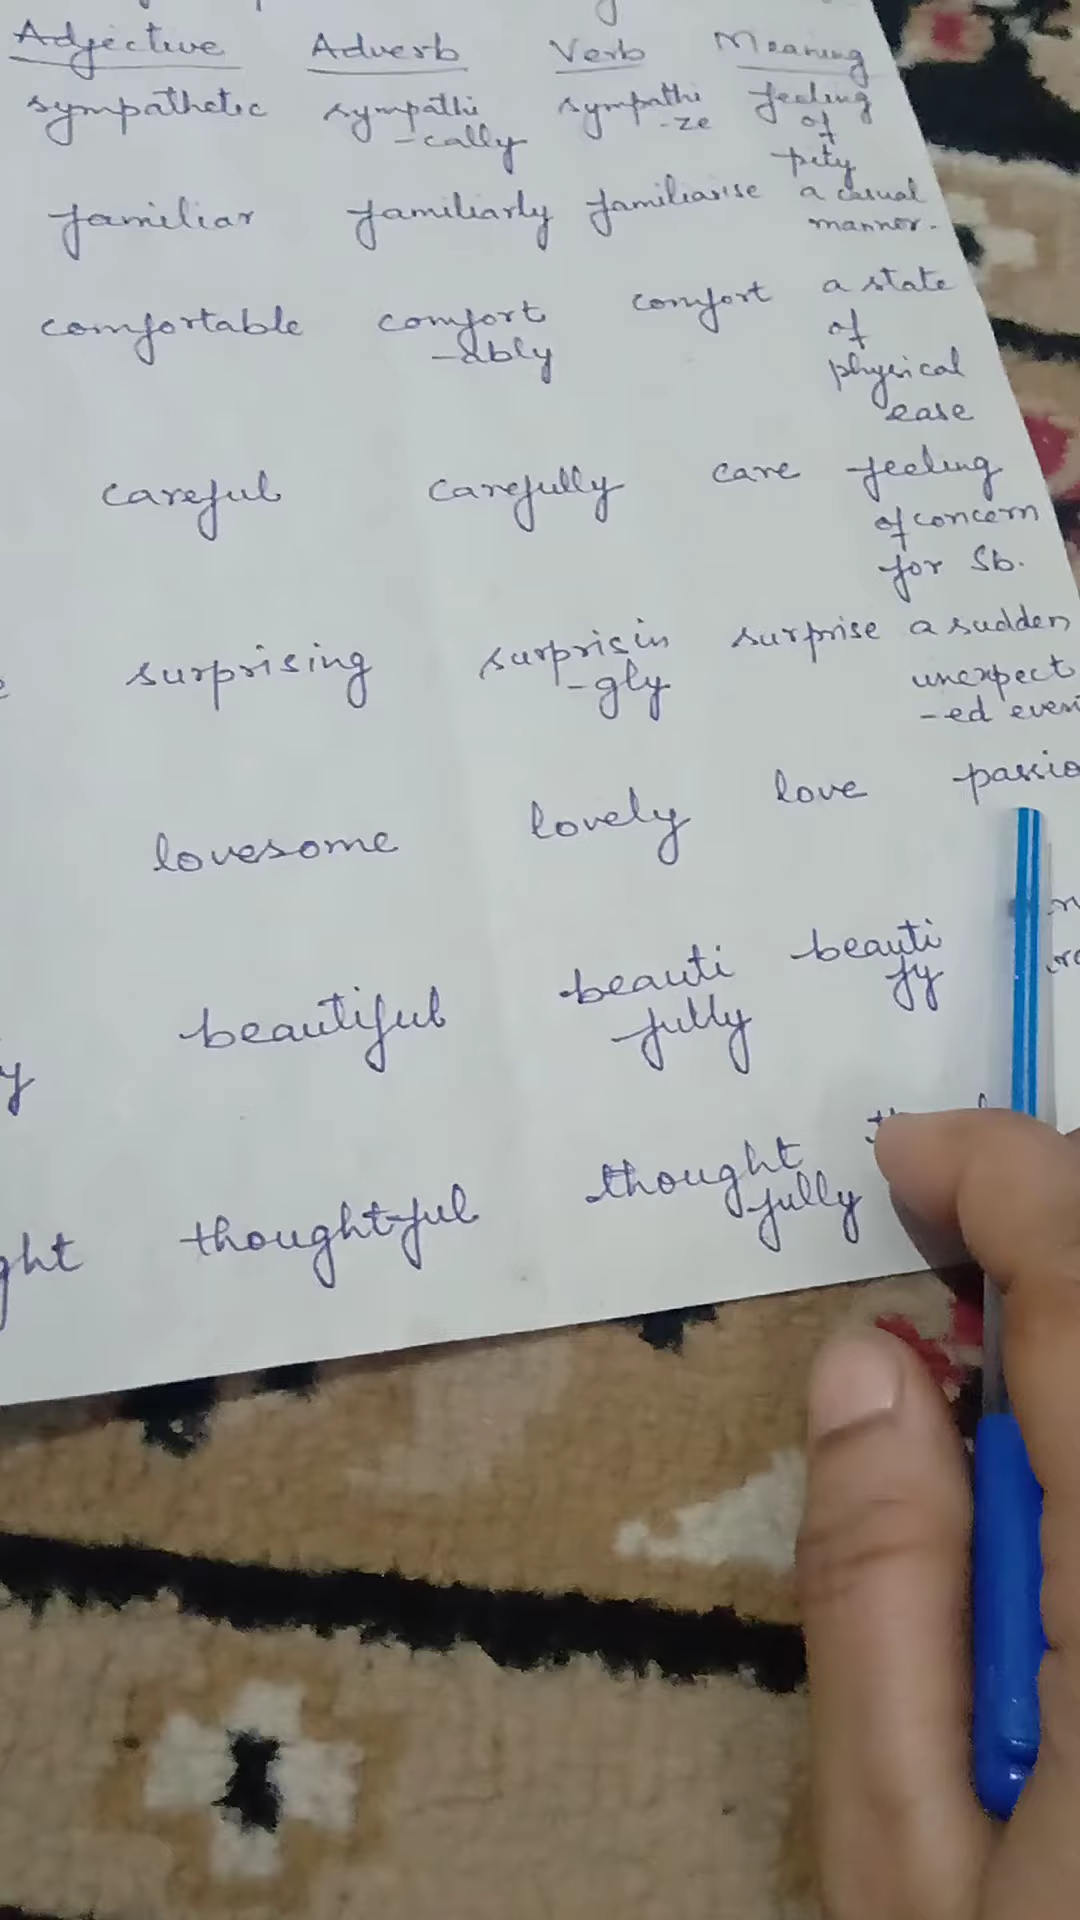 Adjective Adverb Verb Meaning
sympathetic sympathi sympathi feeling
-cally -ze of
pity
familiar familiarly familiarise a casual
manner.
comfortable comfort comfort a state
-ably of
physical
ease
careful carefully care feeling
of concern
for Sb.
surprising surprisin surprise a sudden
-gly unexpect
-ed even
lovesome lovely love passio
beautiful beauti beauti
fully fy
y
ght thoughtful thought
fully